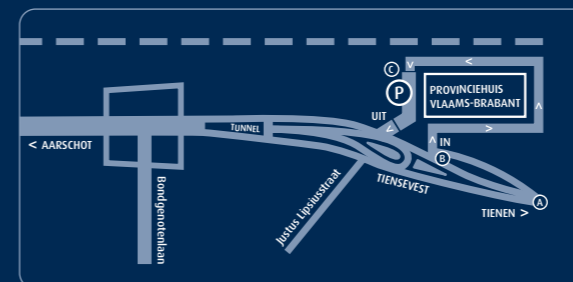 C
P
PROVINCIEHUIS
VLAAMS-BRABANT
UIT
TUNNEL
IN
< AARSCHOT
B
TIENSEVEST
Bondgenotenlaan
Justus Lipsiusstraat
A
TIENEN >